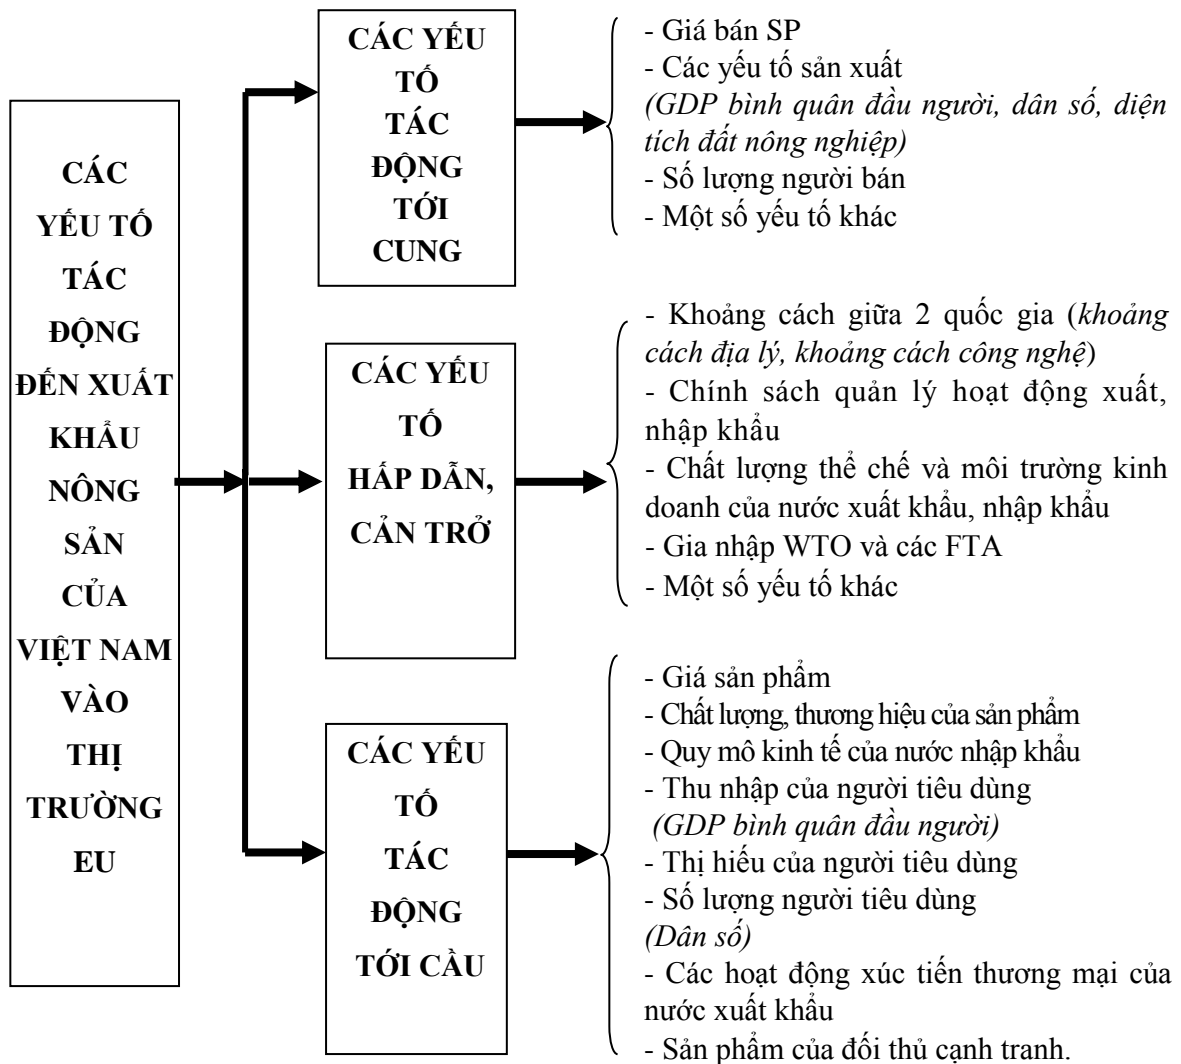 CÁC
YẾU TỐ
TÁC
ĐỘNG
ĐẾN XUẤT
KHẨU
NÔNG
SẢN
CỦA
VIỆT NAM
VÀO
THỊ
TRƯỜNG
EU
CÁC YẾU
TỐ
TÁC
ĐỘNG
TỚI
CUNG
- Giá bán SP
- Các yếu tố sản xuất
(GDP bình quân đầu người, dân số, diện
tích đất nông nghiệp)
- Số lượng người bán
- Một số yếu tố khác
CÁC YẾU
TỐ
HẤP DẪN,
CẢN TRỞ
- Khoảng cách giữa 2 quốc gia (khoảng
cách địa lý, khoảng cách công nghệ)
- Chính sách quản lý hoạt động xuất,
nhập khẩu
- Chất lượng thể chế và môi trường kinh
doanh của nước xuất khẩu, nhập khẩu
- Gia nhập WTO và các FTA
- Một số yếu tố khác
CÁC YẾU
TỐ
TÁC
ĐỘNG
TỚI CẦU
- Giá sản phẩm
- Chất lượng, thương hiệu của sản phẩm
- Quy mô kinh tế của nước nhập khẩu
- Thu nhập của người tiêu dùng
(GDP bình quân đầu người)
- Thị hiếu của người tiêu dùng
- Số lượng người tiêu dùng
(Dân số)
- Các hoạt động xúc tiến thương mại của
nước xuất khẩu
- Sản phẩm của đối thủ cạnh tranh.